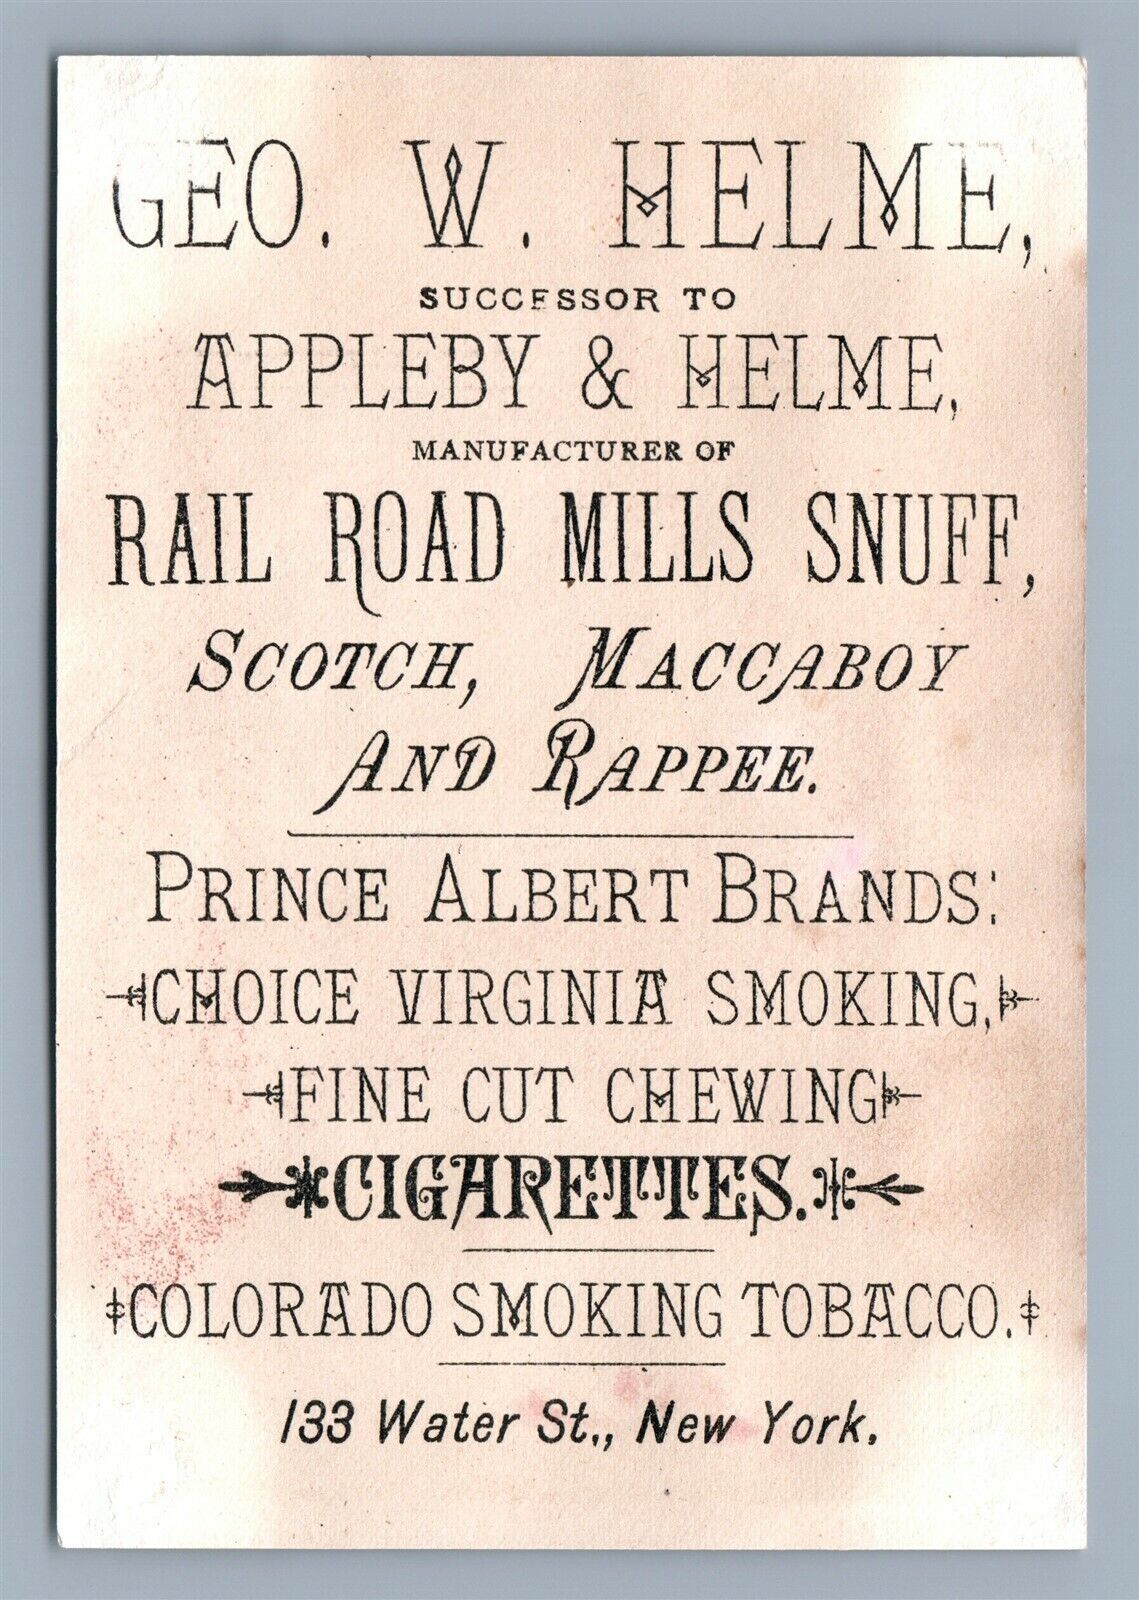 GEO. W. HELME,
SUCCESSOR TO
APPLEBY & HELME,
MANUFACTURER OF
RAIL ROAD MILLS SNUFF,
SCOTCH, MACCABOY
AND RAPPEE.
PRINCE ALBERT BRANDS:
CHOICE VIRGINIA SMOKING,
FINE CUT CHEWING
CIGARETTES.
COLORADO SMOKING TOBACCO.
133 Water St., New York.